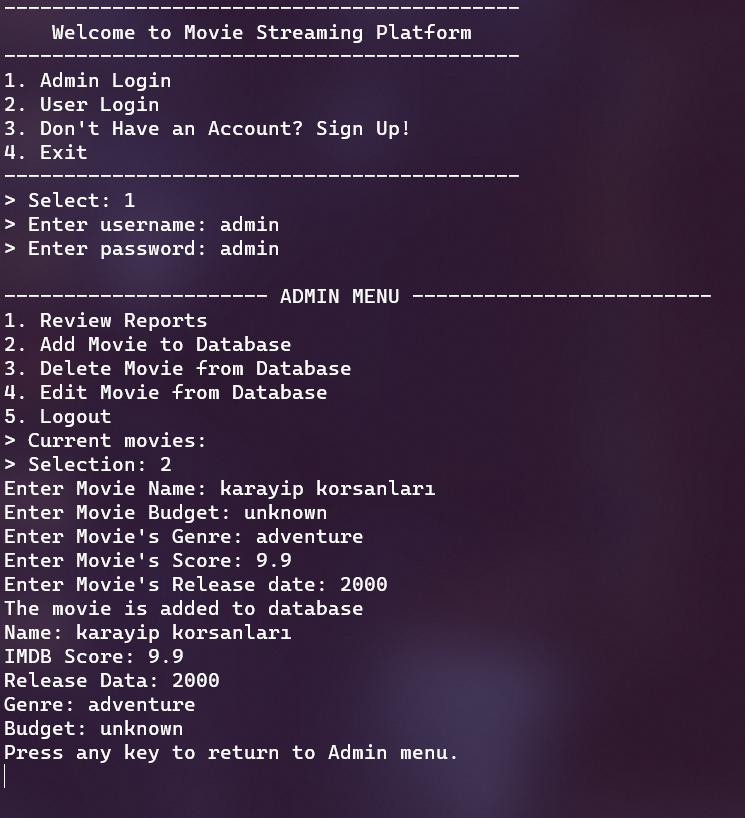 -------------------------------------------
Welcome to Movie Streaming Platform
-------------------------------------------
1. Admin Login
2. User Login
3. Don't Have an Account? Sign Up!
4. Exit
-------------------------------------------
> Select: 1
> Enter username: admin
> Enter password: admin
---------------------- ADMIN MENU -------------------------
1. Review Reports
2. Add Movie to Database
3. Delete Movie from Database
4. Edit Movie from Database
5. Logout
> Current movies:
> Selection: 2
Enter Movie Name: karayip korsanları
Enter Movie Budget: unknown
Enter Movie's Genre: adventure
Enter Movie's Score: 9.9
Enter Movie's Release date: 2000
The movie is added to database
Name: karayip korsanları
IMDB Score: 9.9
Release Data: 2000
Genre: adventure
Budget: unknown
Press any key to return to Admin menu.